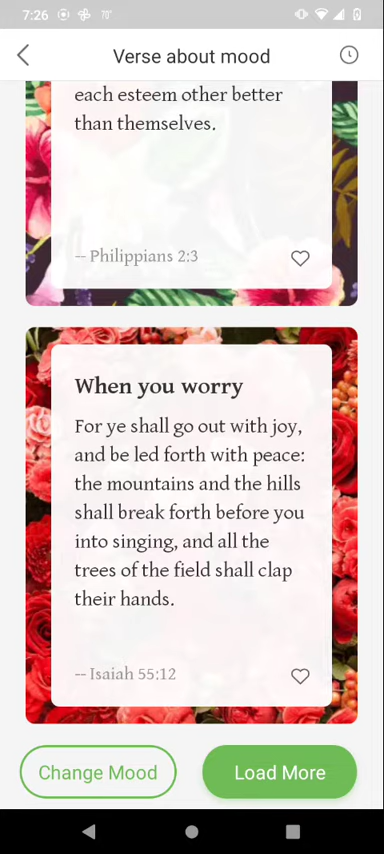 7:26 70°
Verse about mood
each esteem other better
than themselves.
-- Philippians 2:3
When you worry
For ye shall go out with joy,
and be led forth with peace:
the mountains and the hills
shall break forth before you
into singing, and all the
trees of the field shall clap
their hands.
-- Isaiah 55:12
Change Mood
Load More